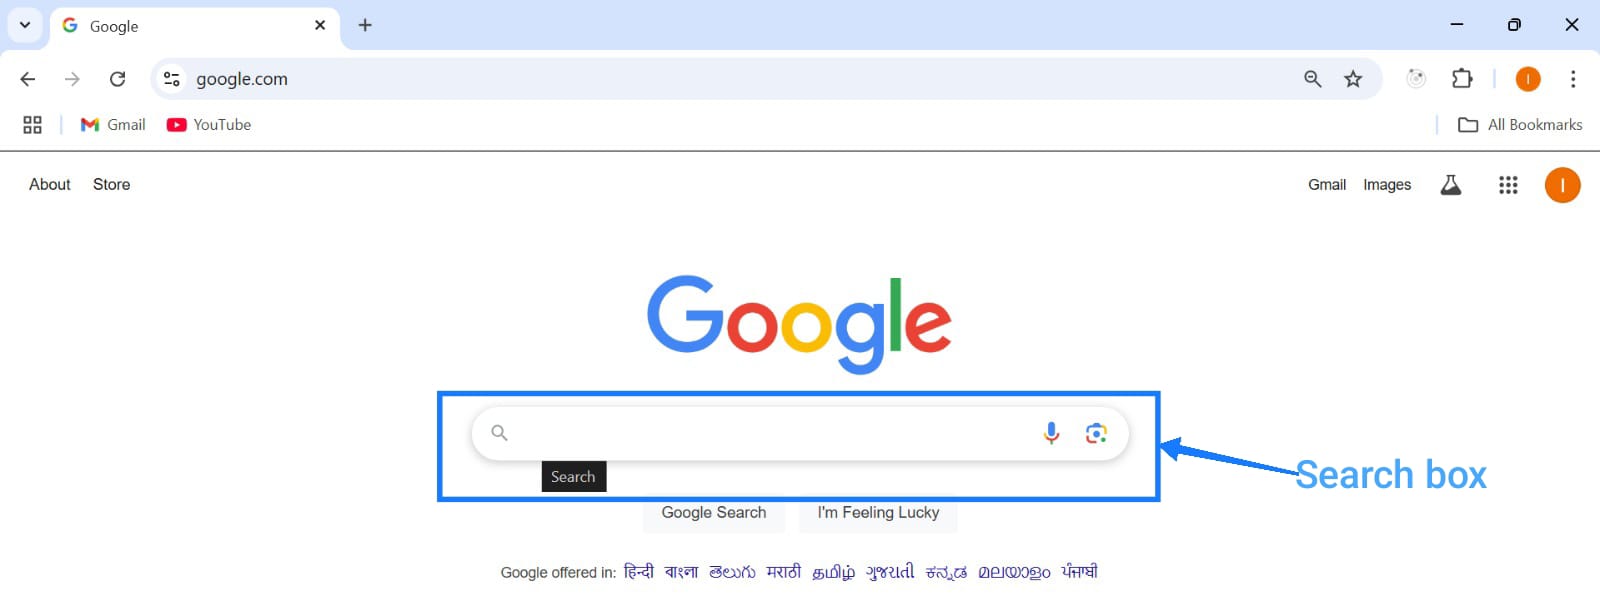 Google
google.com
Gmail YouTube All Bookmarks
About Store Gmail Images I
Google
Search
Search box
Google Search I'm Feeling Lucky
Google offered in: हिन्दी বাংলা తెలుగు मराठी தமிழ் ગુજરાતી ಕನ್ನಡ മലയാളം ਪੰਜਾਬੀ